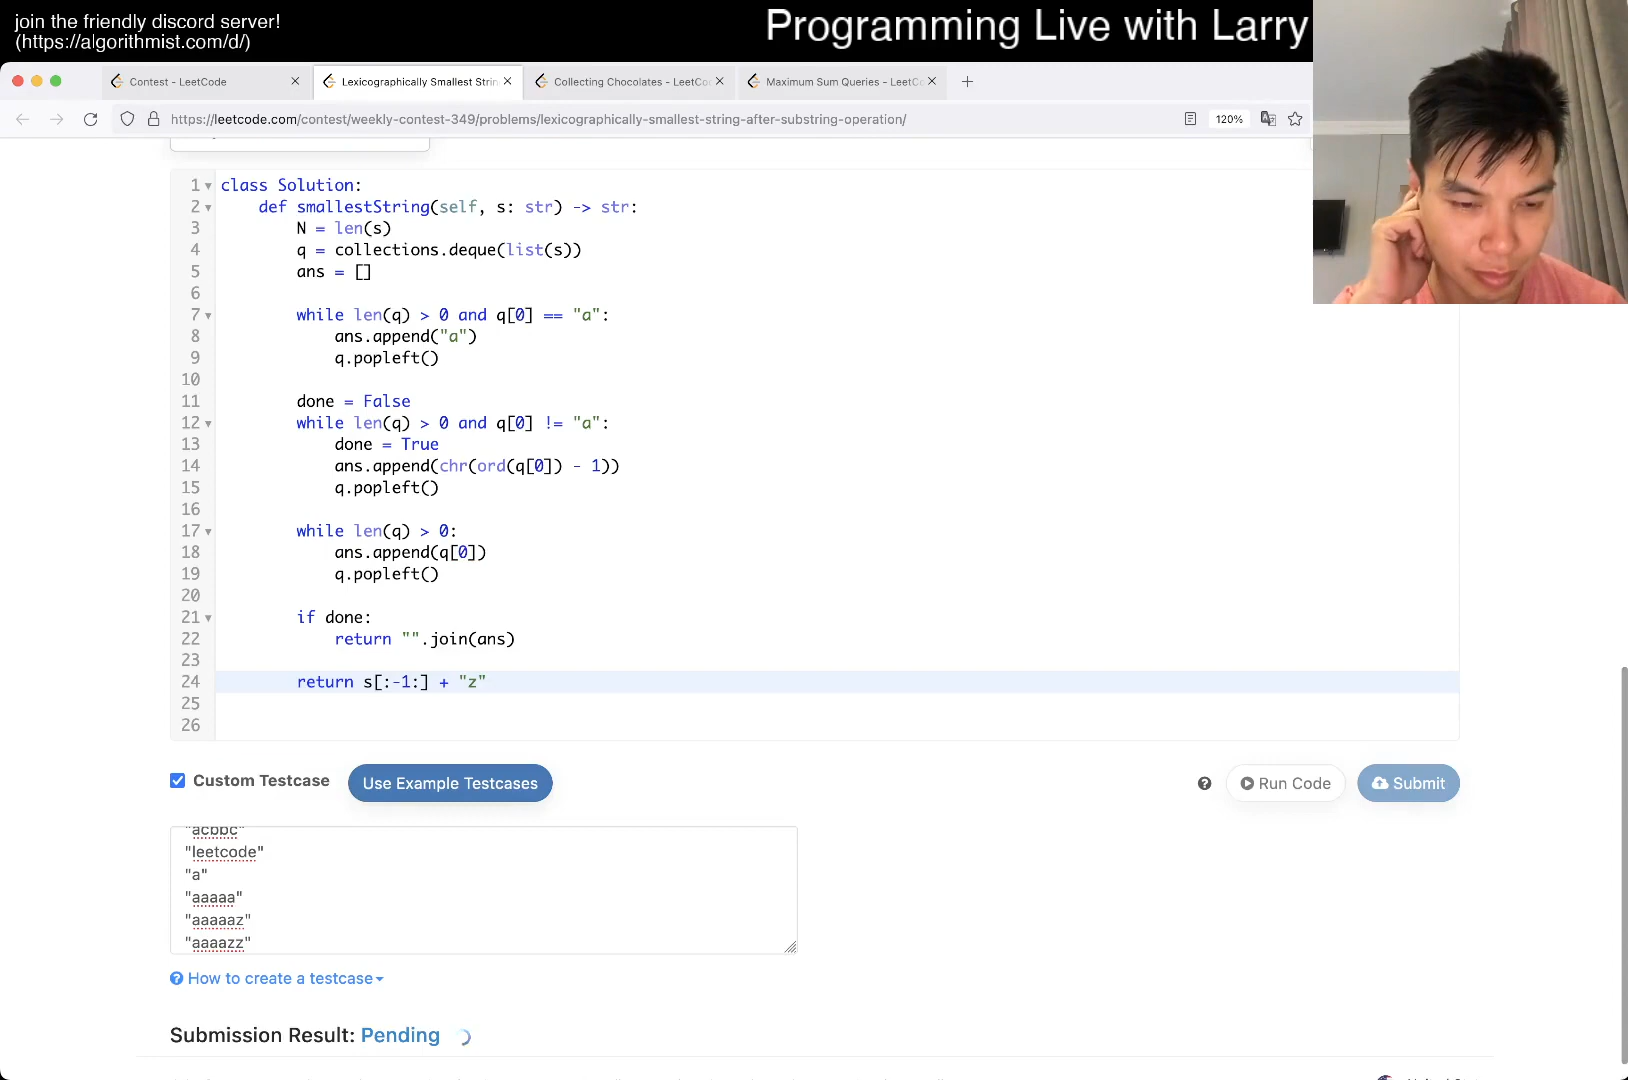 join the friendly discord server!
(https://algorithmist.com/d/)
Programming Live with Larry
Contest - LeetCode
Lexicographically Smallest Strin
Collecting Chocolates - LeetCo
Maximum Sum Queries - LeetC
https://leetcode.com/contest/weekly-contest-349/problems/lexicographically-smallest-string-after-substring-operation/
120%
1 class Solution:
2 def smallestString(self, s: str) -> str:
3 N = len(s)
4 q = collections.deque(list(s))
5 ans = []
6
7 while len(q) > 0 and q[0] == "a":
8 ans.append("a")
9 q.popleft()
10
11 done = False
12 while len(q) > 0 and q[0] != "a":
13 done = True
14 ans.append(chr(ord(q[0]) - 1))
15 q.popleft()
16
17 while len(q) > 0:
18 ans.append(q[0])
19 q.popleft()
20
21 if done:
22 return "".join(ans)
23
24 return s[:-1:] + "z"
25
26
Custom Testcase
Use Example Testcases
? Run Code
Submit
"acbbc"
"leetcode"
"a"
"aaaaa"
"aaaaaz"
"aaaazz"
? How to create a testcase
Submission Result: Pending